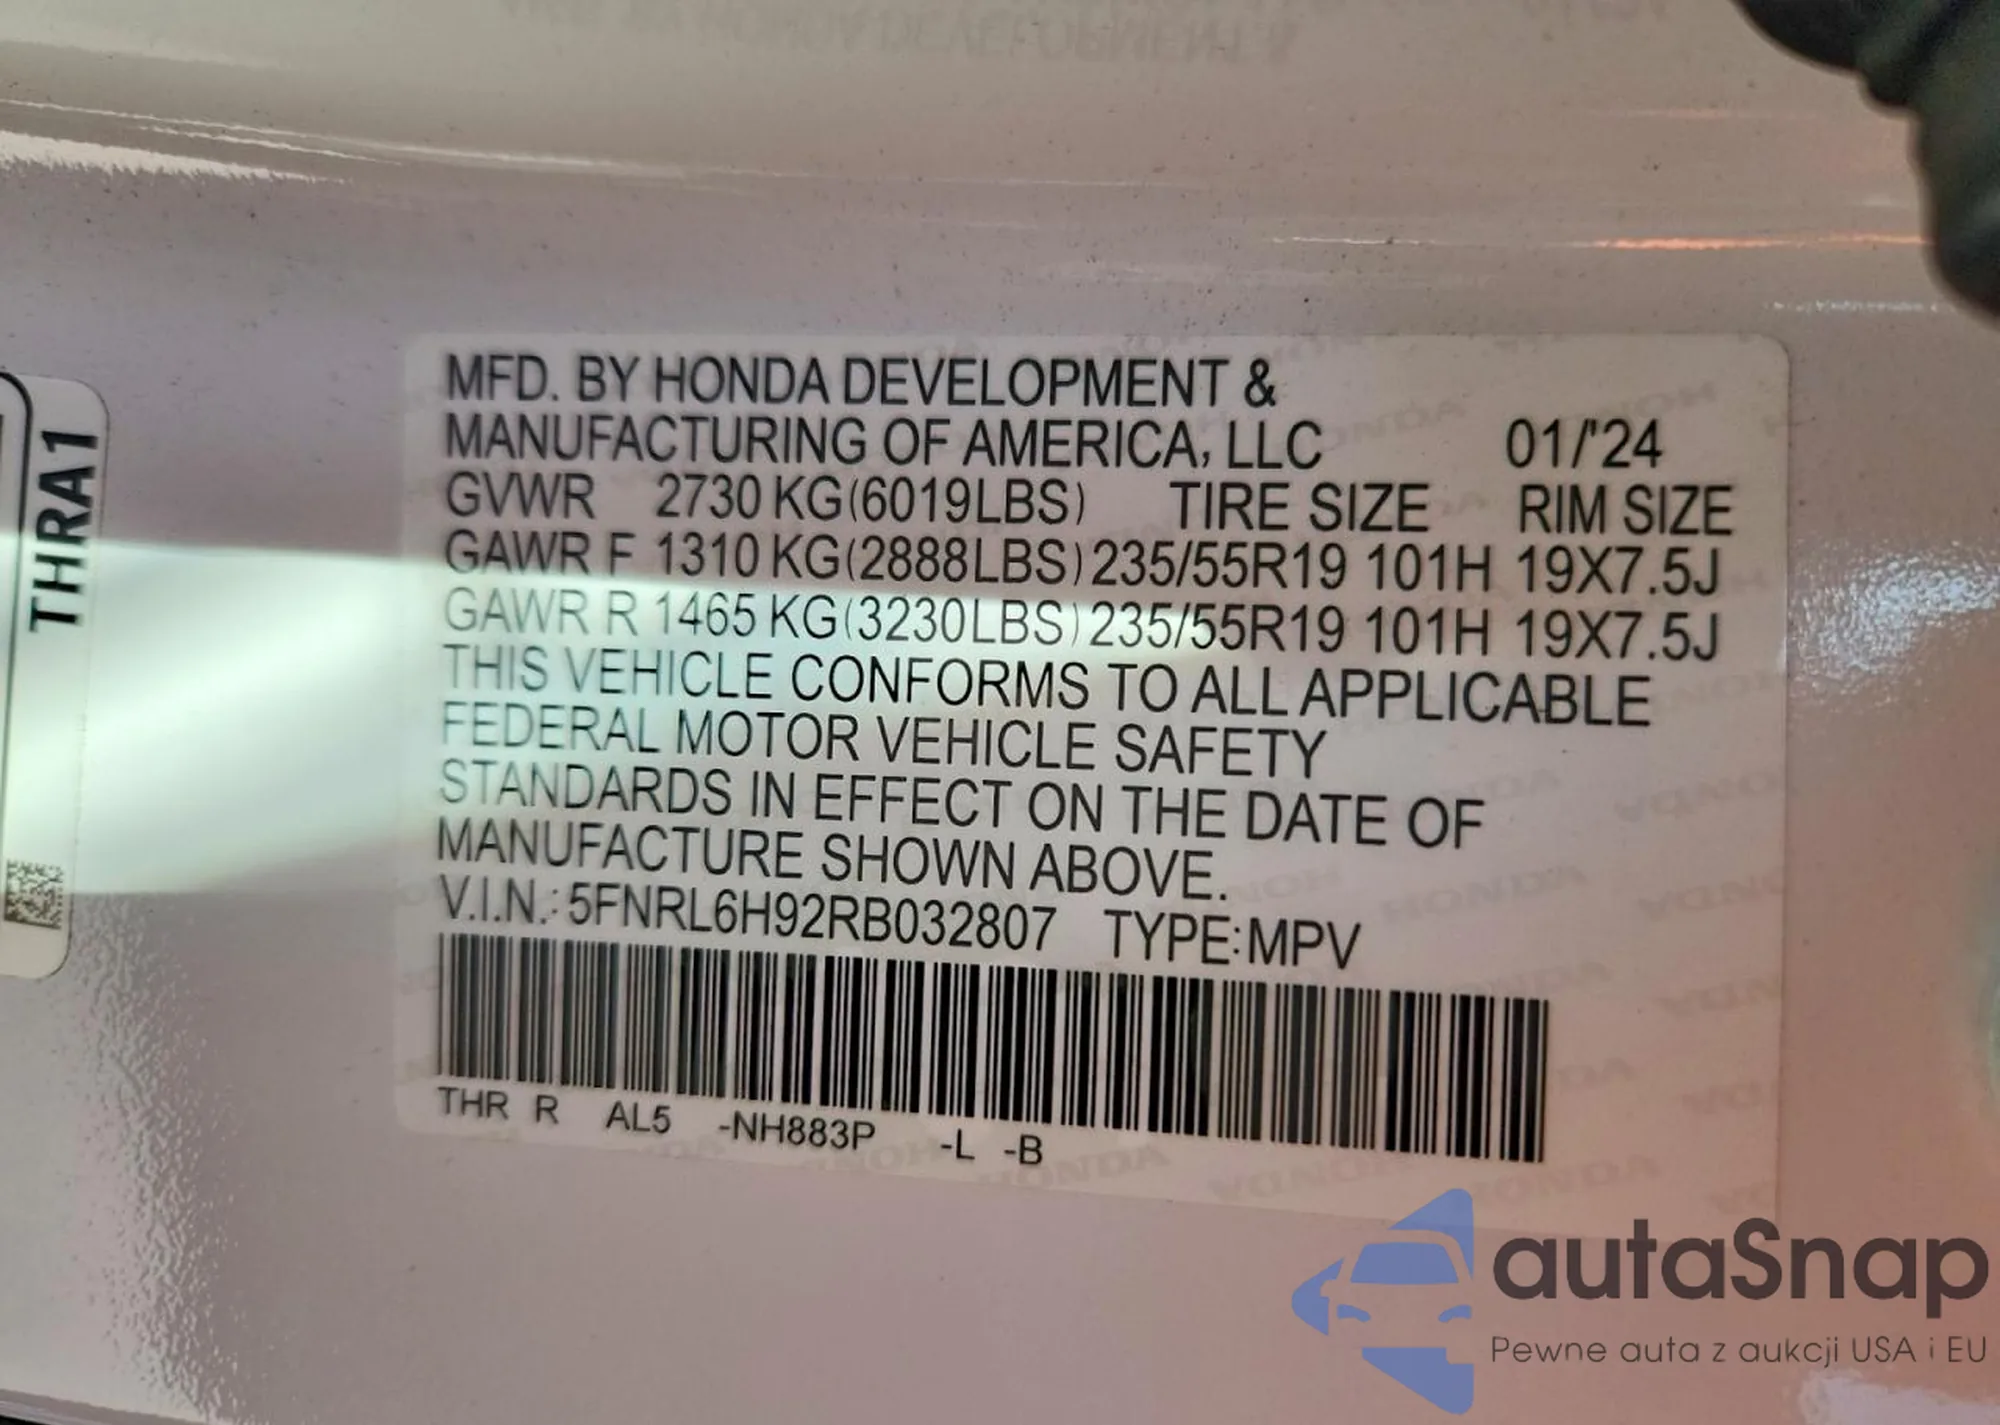 MFD. BY HONDA DEVELOPMENT &
MANUFACTURING OF AMERICA, LLC 01/'24
GVWR 2730 KG(6019LBS) TIRE SIZE RIM SIZE
GAWR F 1310 KG(2888LBS) 235/55R19 101H 19X7.5J
GAWR R 1465 KG(3230LBS) 235/55R19 101H 19X7.5J
THIS VEHICLE CONFORMS TO ALL APPLICABLE
FEDERAL MOTOR VEHICLE SAFETY
STANDARDS IN EFFECT ON THE DATE OF
MANUFACTURE SHOWN ABOVE.
V.I.N.: 5FNRL6H92RB032807 TYPE:MPV
THR R AL5 -NH883P -L -B
THRA1
autaSnap
Pewne auta z aukcji USA i EU